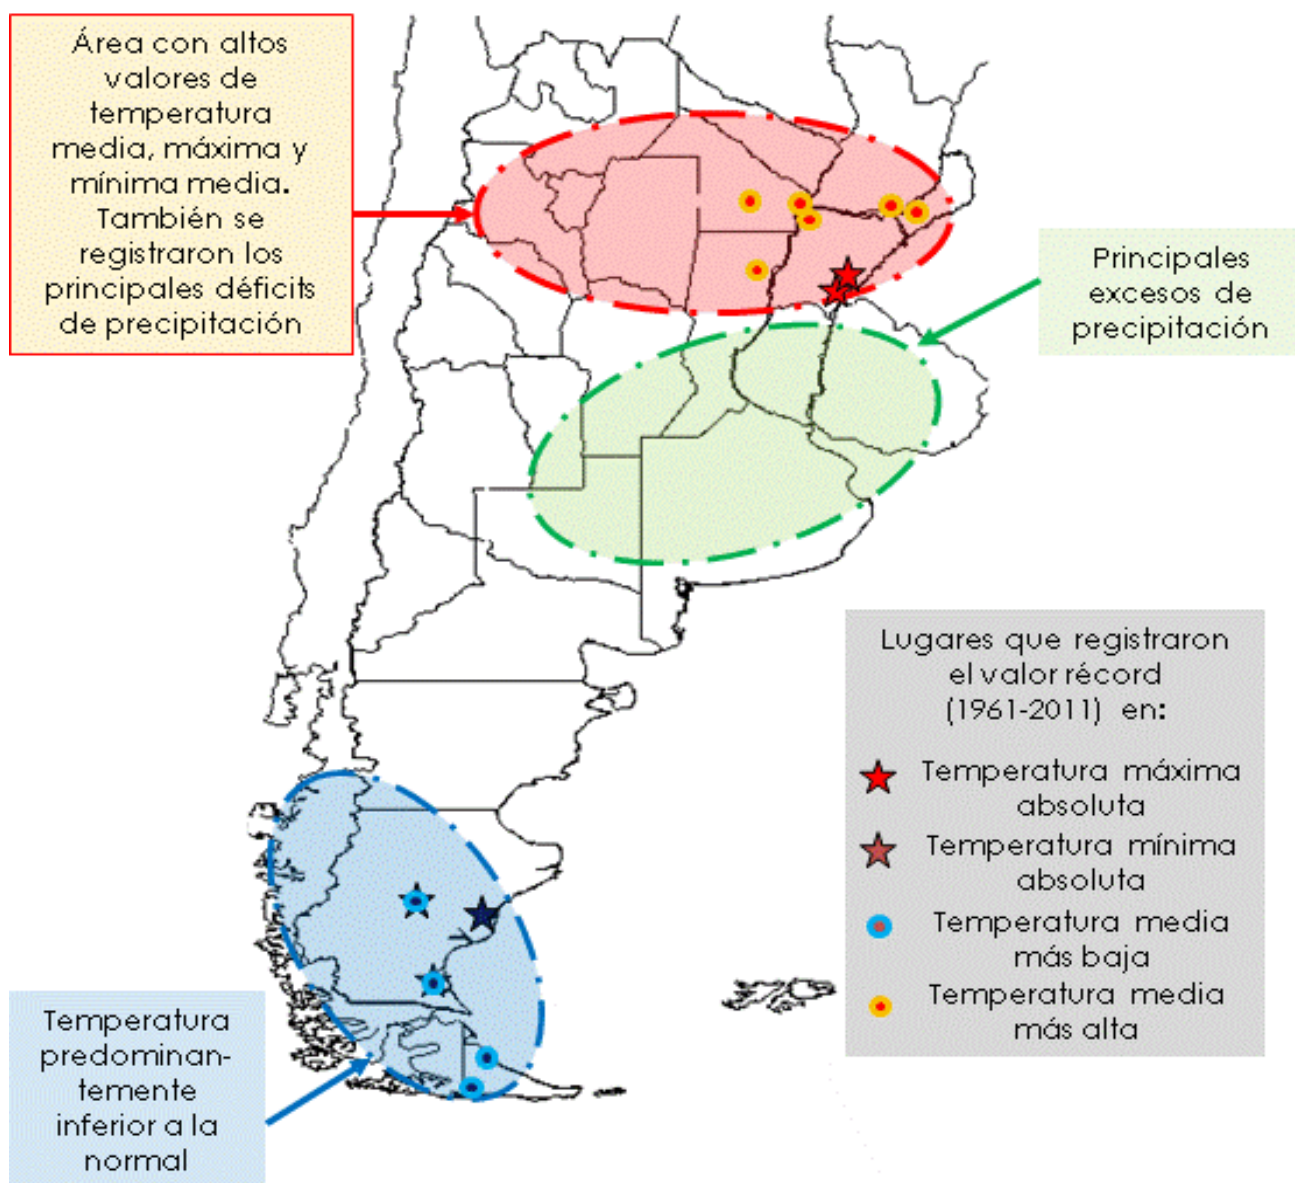 Área con altos
valores de
temperatura
media, máxima y
mínima media.
También se
registraron los
principales déficits
de precipitación
Principales
excesos de
precipitación
Lugares que registraron
el valor récord
(1961-2011) en:
Temperatura máxima
absoluta
Temperatura mínima
absoluta
Temperatura media
más baja
Temperatura media
más alta
Temperatura
predominan-
temente
inferior a la
normal